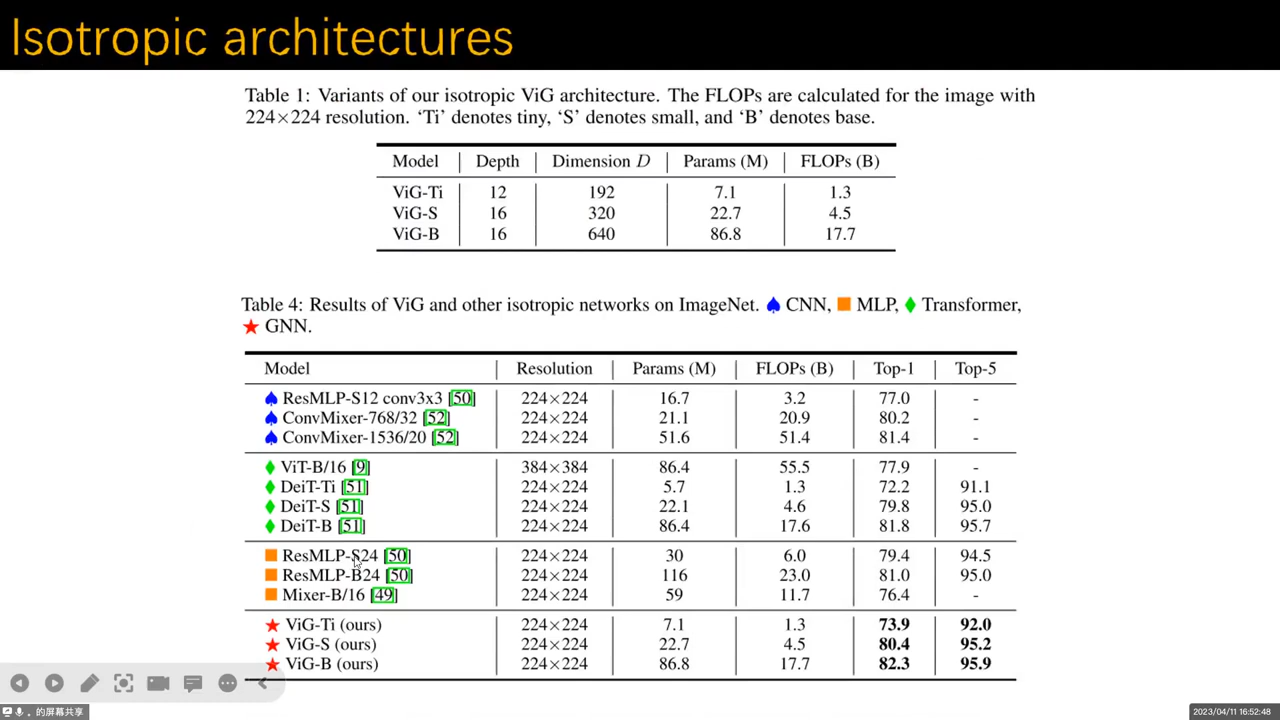 Isotropic architectures
Table 1: Variants of our isotropic ViG architecture. The FLOPs are calculated for the image with
224×224 resolution. ‘Ti’ denotes tiny, ‘S’ denotes small, and ‘B’ denotes base.
Model Depth Dimension D Params (M) FLOPs (B)
ViG-Ti 12 192 7.1 1.3
ViG-S 16 320 22.7 4.5
ViG-B 16 640 86.8 17.7
Table 4: Results of ViG and other isotropic networks on ImageNet. ♠ CNN, ■ MLP, ♦ Transformer,
★ GNN.
Model Resolution Params (M) FLOPs (B) Top-1 Top-5
♠ ResMLP-S12 conv3x3 [50] 224×224 16.7 3.2 77.0 -
♠ ConvMixer-768/32 [52] 224×224 21.1 20.9 80.2 -
♠ ConvMixer-1536/20 [52] 224×224 51.6 51.4 81.4 -
♦ ViT-B/16 [9] 384×384 86.4 55.5 77.9 -
♦ DeiT-Ti [51] 224×224 5.7 1.3 72.2 91.1
♦ DeiT-S [51] 224×224 22.1 4.6 79.8 95.0
♦ DeiT-B [51] 224×224 86.4 17.6 81.8 95.7
■ ResMLP-S24 [50] 224×224 30 6.0 79.4 94.5
■ ResMLP-B24 [50] 224×224 116 23.0 81.0 95.0
■ Mixer-B/16 [49] 224×224 59 11.7 76.4 -
★ ViG-Ti (ours) 224×224 7.1 1.3 73.9 92.0
★ ViG-S (ours) 224×224 22.7 4.5 80.4 95.2
★ ViG-B (ours) 224×224 86.8 17.7 82.3 95.9
。的屏幕共享
2023/04/11 16:52:48